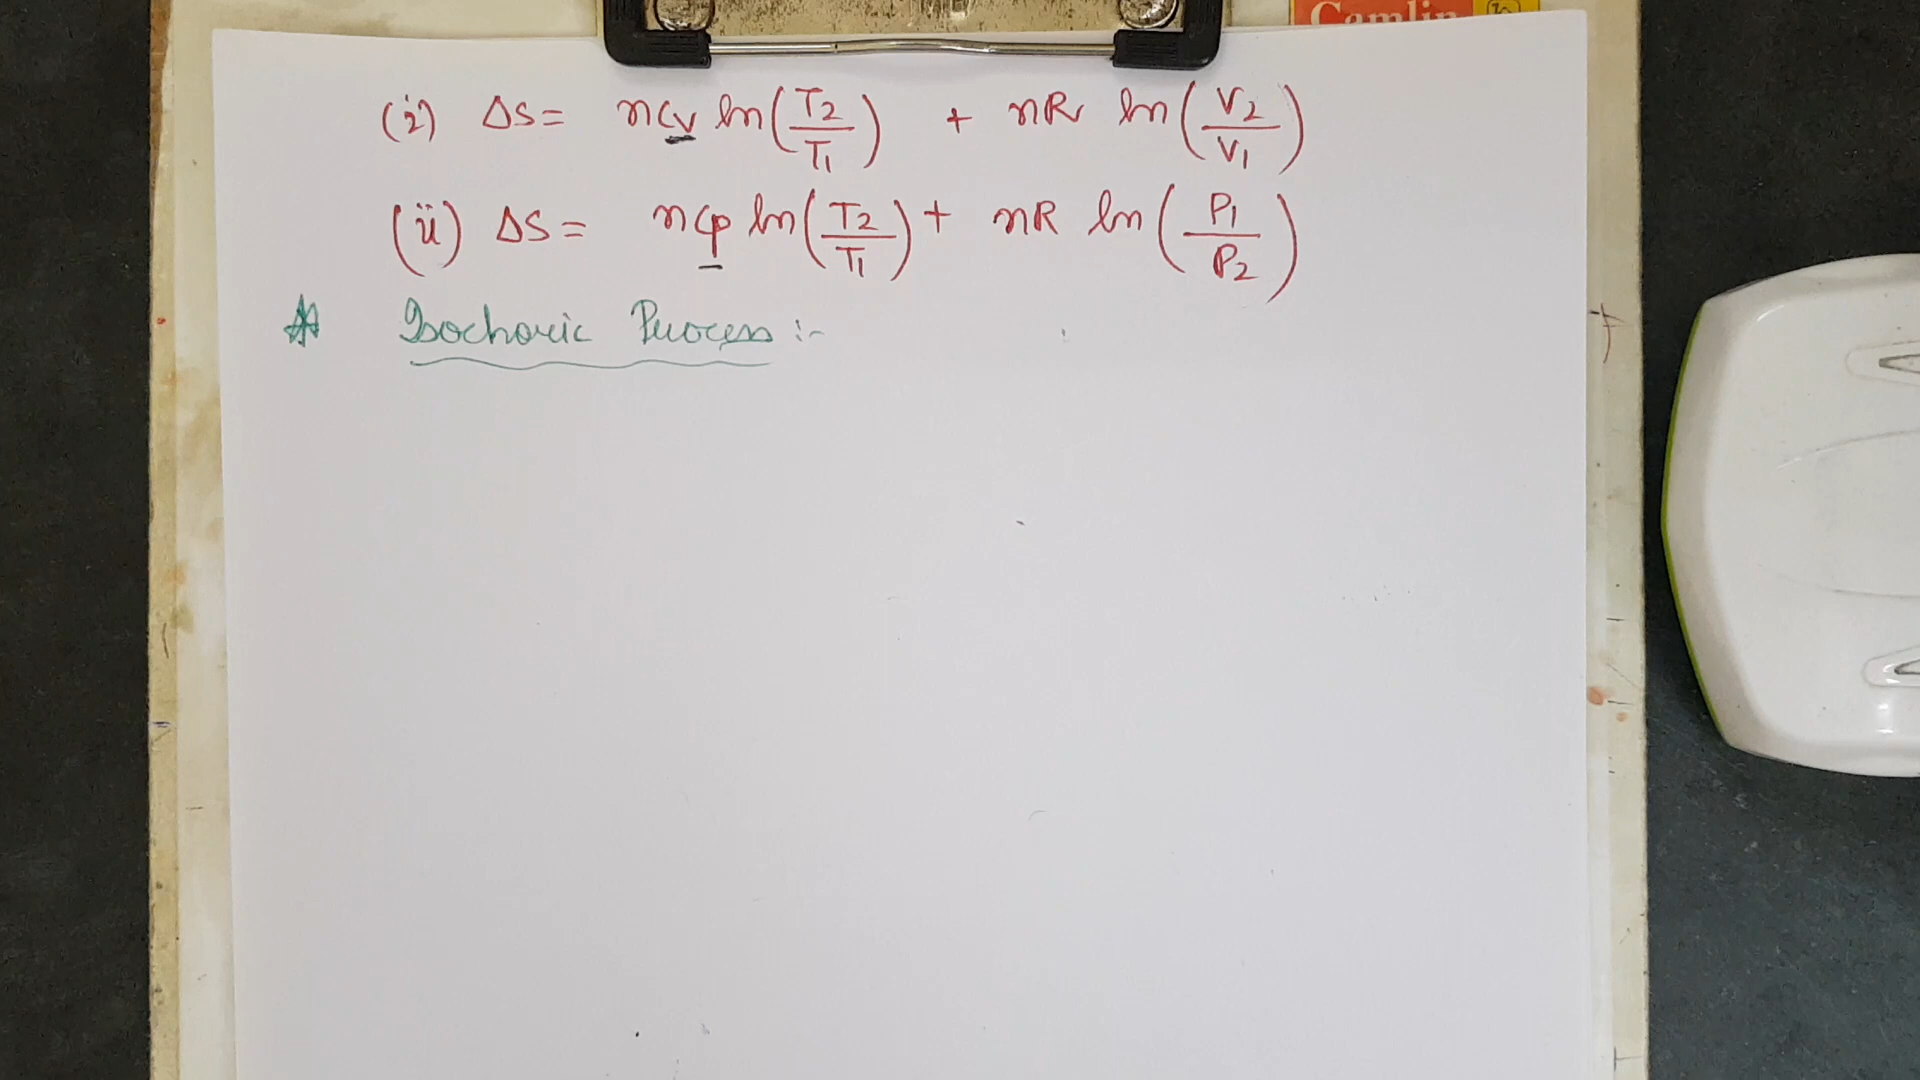 Camlin
(i) ΔS = nCv ln(T2/T1) + nR ln(V2/V1)
(ii) ΔS = nCp ln(T2/T1) + nR ln(P1/P2)
Isochoric Process :-